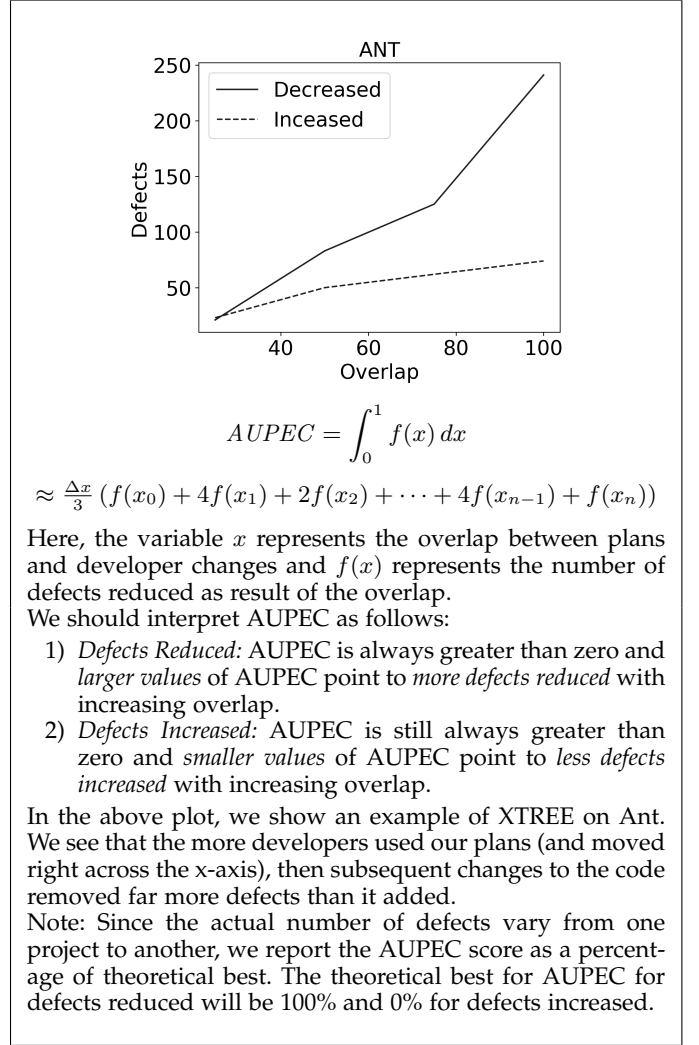 ANT
250
Decreased
Inceased
200
150
100
50
Defects
40 60 80 100
Overlap
AUPEC = ∫₀¹ f(x) dx
≈ Δx/3 (f(x₀) + 4f(x₁) + 2f(x₂) + ··· + 4f(xₙ₋₁) + f(xₙ))
Here, the variable x represents the overlap between plans
and developer changes and f(x) represents the number of
defects reduced as result of the overlap.
We should interpret AUPEC as follows:
1) Defects Reduced: AUPEC is always greater than zero and
larger values of AUPEC point to more defects reduced with
increasing overlap.
2) Defects Increased: AUPEC is still always greater than
zero and smaller values of AUPEC point to less defects
increased with increasing overlap.
In the above plot, we show an example of XTREE on Ant.
We see that the more developers used our plans (and moved
right across the x-axis), then subsequent changes to the code
removed far more defects than it added.
Note: Since the actual number of defects vary from one
project to another, we report the AUPEC score as a percent-
age of theoretical best. The theoretical best for AUPEC for
defects reduced will be 100% and 0% for defects increased.